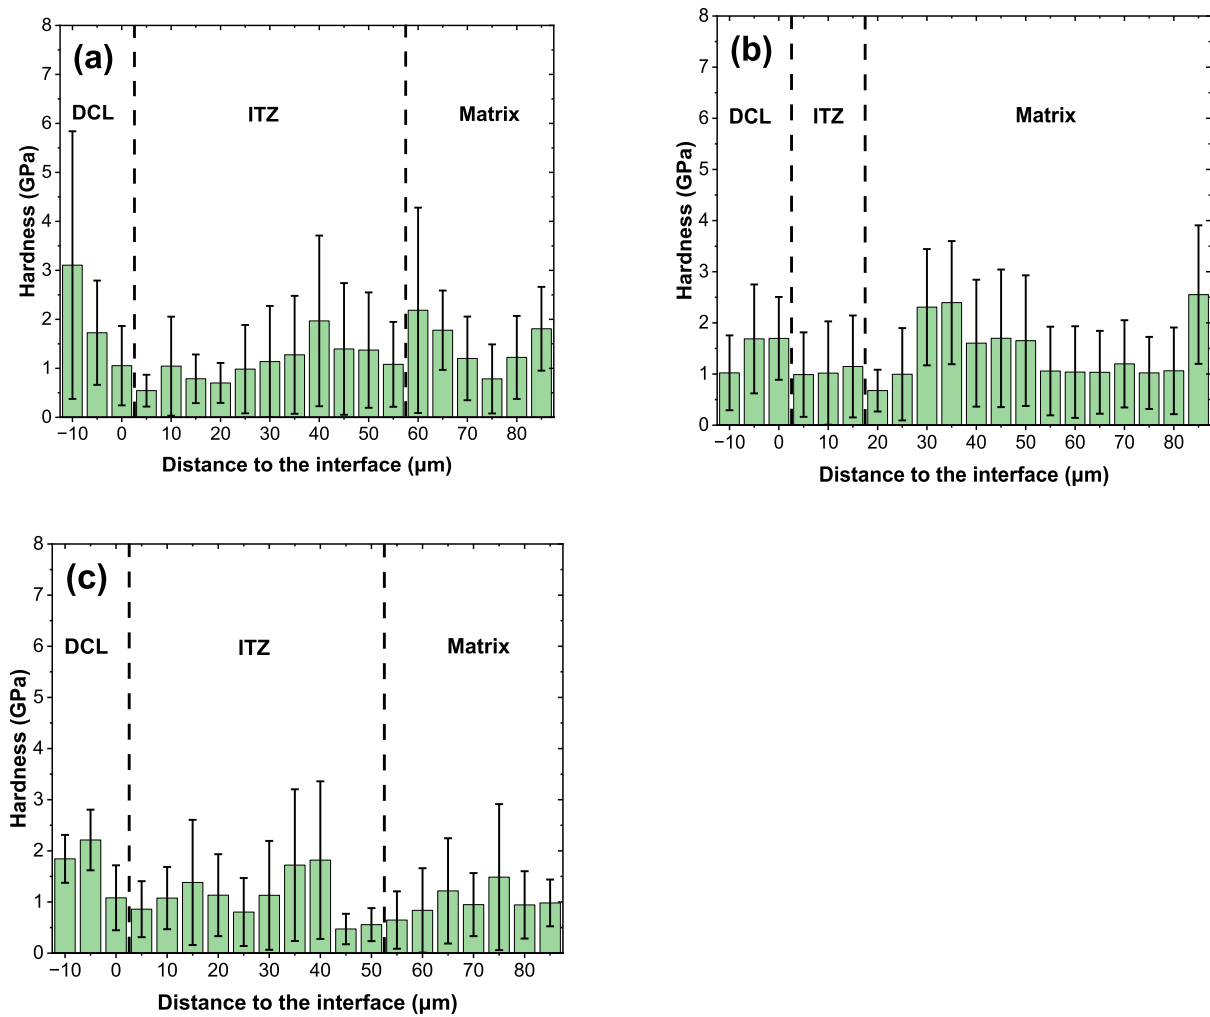 (a)
DCL ITZ Matrix
8
7
6
5
4
3
2
1
0
Hardness (GPa)
−10 0 10 20 30 40 50 60 70 80
Distance to the interface (µm)
(b)
DCL ITZ Matrix
8
7
6
5
4
3
2
1
0
Hardness (GPa)
−10 0 10 20 30 40 50 60 70 80
Distance to the interface (µm)
(c)
DCL ITZ Matrix
8
7
6
5
4
3
2
1
0
Hardness (GPa)
−10 0 10 20 30 40 50 60 70 80
Distance to the interface (µm)